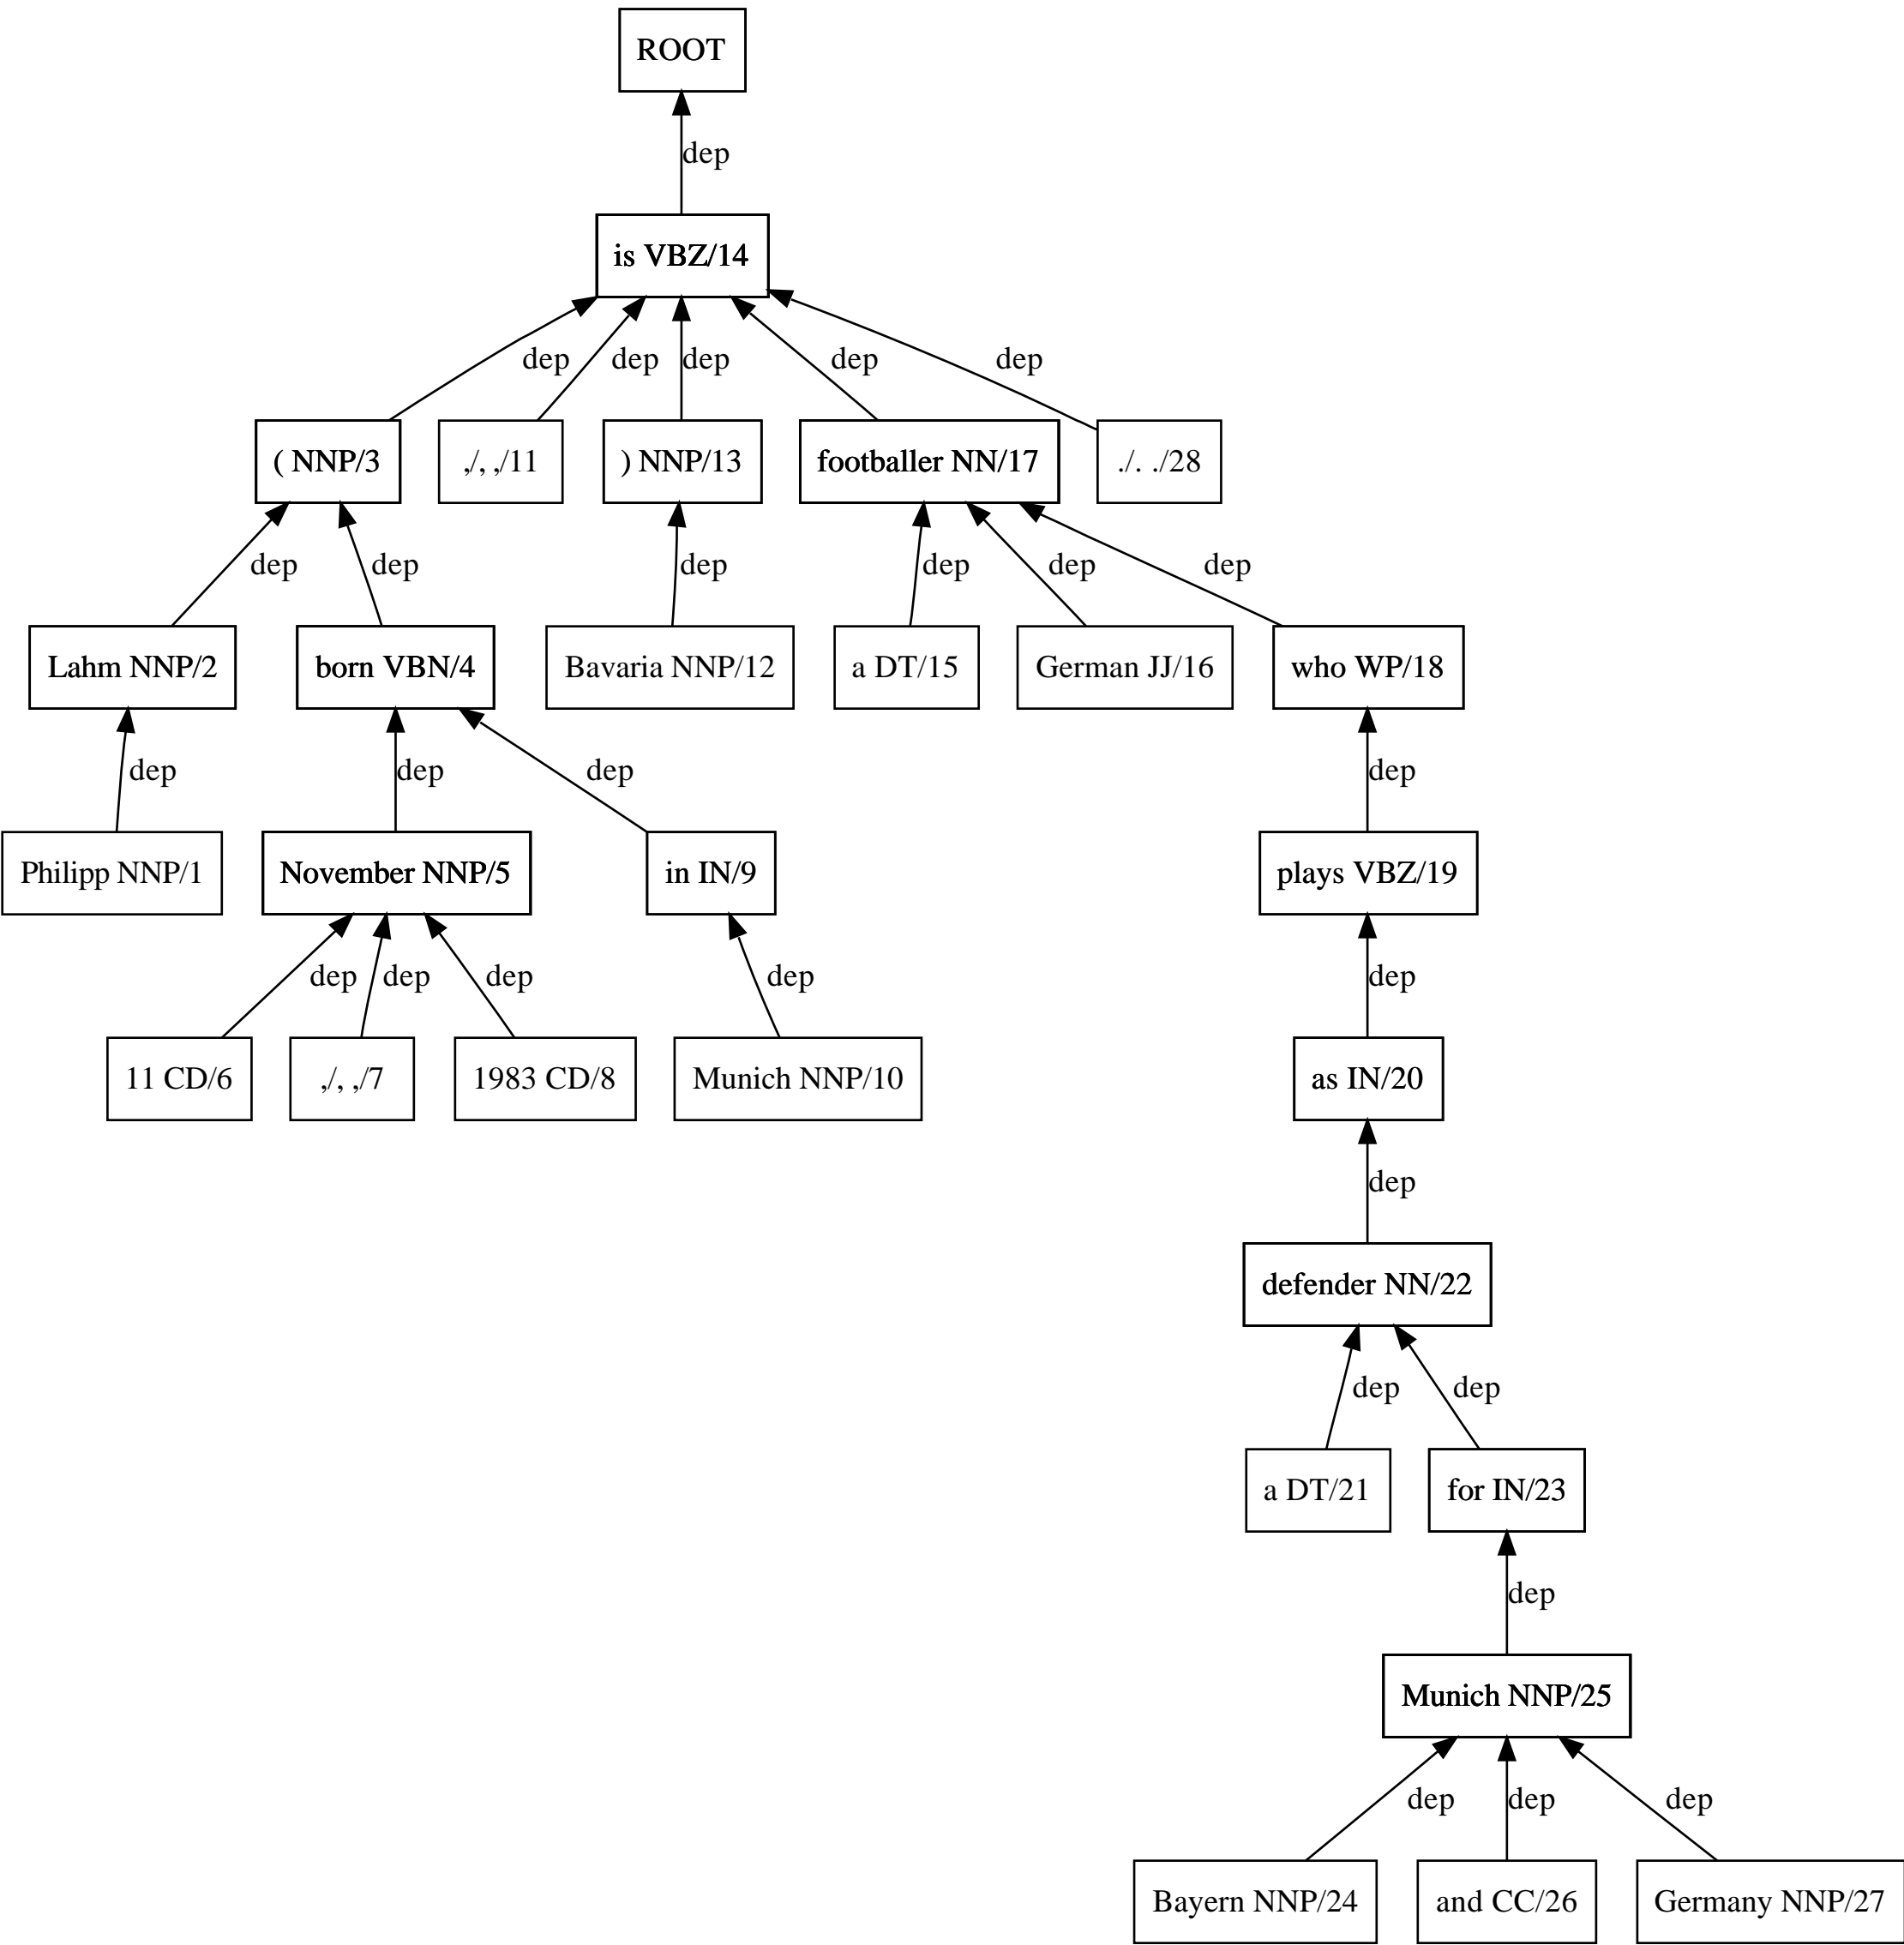 ROOT
dep
is VBZ/14
dep dep dep dep dep
( NNP/3 ,/, ,/11 ) NNP/13 footballer NN/17 ./. ./28
dep dep dep dep dep dep
Lahm NNP/2 born VBN/4 Bavaria NNP/12 a DT/15 German JJ/16 who WP/18
dep dep dep dep
Philipp NNP/1 November NNP/5 in IN/9 plays VBZ/19
dep dep dep dep dep
11 CD/6 ,/, ,/7 1983 CD/8 Munich NNP/10 as IN/20
dep
defender NN/22
dep dep
a DT/21 for IN/23
dep
Munich NNP/25
dep dep dep
Bayern NNP/24 and CC/26 Germany NNP/27